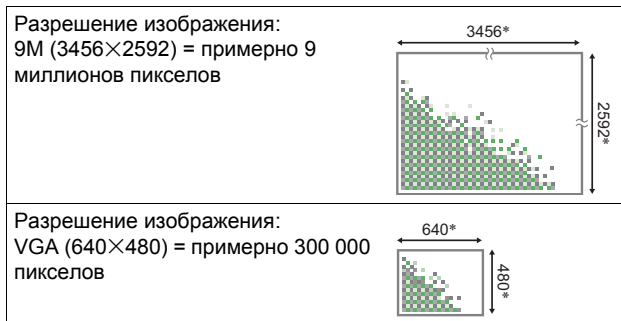 Разрешение изображения:
9M (3456×2592) = примерно 9
миллионов пикселов
3456*
2592*
Разрешение изображения:
VGA (640×480) = примерно 300 000
пикселов
640*
480*